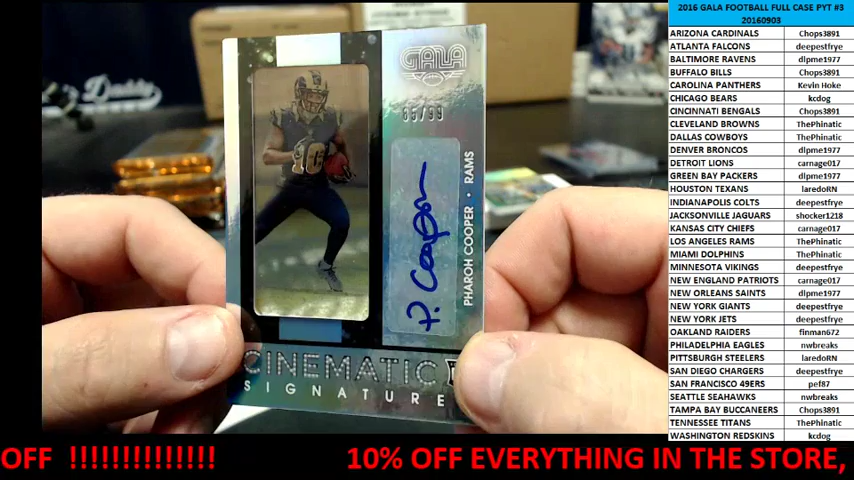 2016 GALA FOOTBALL FULL CASE PYT #3
20160903
ARIZONA CARDINALS Chops3891
ATLANTA FALCONS deepestfrye
BALTIMORE RAVENS dlpme1977
BUFFALO BILLS Chops3891
CAROLINA PANTHERS Kevin Hoke
CHICAGO BEARS kcdog
CINCINNATI BENGALS Chops3891
CLEVELAND BROWNS ThePhinatic
DALLAS COWBOYS ThePhinatic
DENVER BRONCOS dlpme1977
DETROIT LIONS carnage017
GREEN BAY PACKERS dlpme1977
HOUSTON TEXANS laredoRN
INDIANPOLIS COLTS deepestfrye
JACKSONVILLE JAGUARS shocker1218
KANSAS CITY CHIEFS carnage017
LOS ANGELES RAMS ThePhinatic
MIAMI DOLPHINS ThePhinatic
MINNESOTA VIKINGS deepestfrye
NEW ENGLAND PATRIOTS carnage017
NEW ORLEANS SAINTS dlpme1977
NEW YORK GIANTS deepestfrye
NEW YORK JETS deepestfrye
OAKLAND RAIDERS finman672
PHILADELPHIA EAGLES nwbreaks
PITTSBURGH STEELERS laredoRN
SAN DIEGO CHARGERS deepestfrye
SAN FRANCISCO 49ERS pef87
SEATTLE SEAHAWKS nwbreaks
TAMPA BAY BUCCANEERS Chops3891
TENNESSEE TITANS ThePhinatic
WASHINGTON REDSKINS kcdog
Daddy
GALA
65/99
10
P. Cooper
PHAROH COOPER • RAMS
CINEMATIC
SIGNATURE
OFF !!!!!!!!!!!!!! 10% OFF EVERYTHING IN THE STORE,